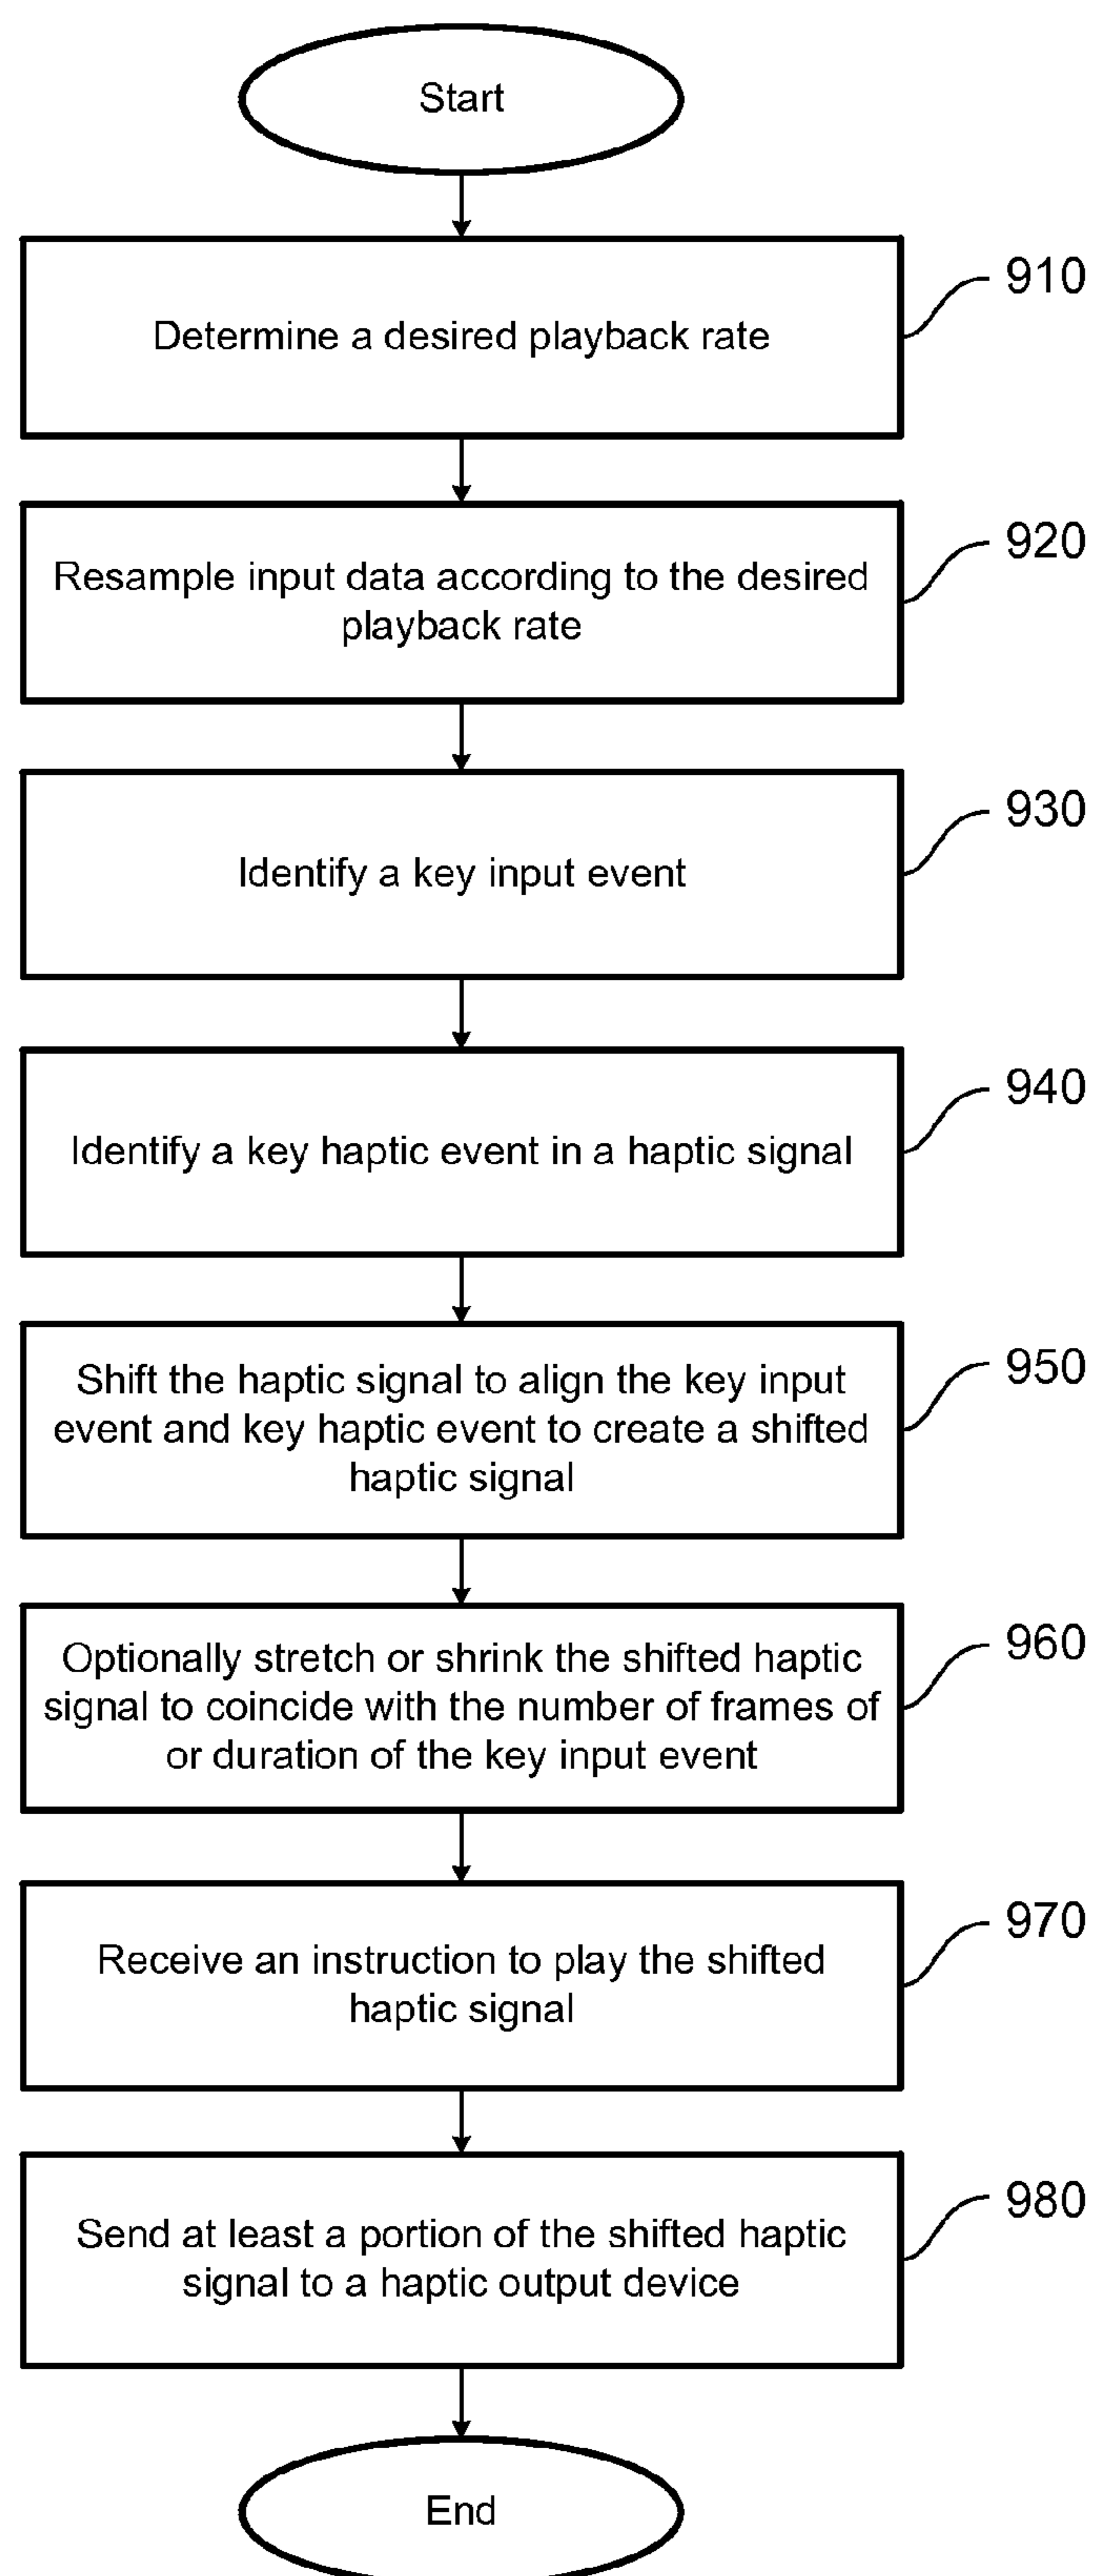 Start
910
Determine a desired playback rate
920
Resample input data according to the desired
playback rate
930
Identify a key input event
940
Identify a key haptic event in a haptic signal
950
Shift the haptic signal to align the key input
event and key haptic event to create a shifted
haptic signal
960
Optionally stretch or shrink the shifted haptic
signal to coincide with the number of frames of
or duration of the key input event
970
Receive an instruction to play the shifted
haptic signal
980
Send at least a portion of the shifted haptic
signal to a haptic output device
End